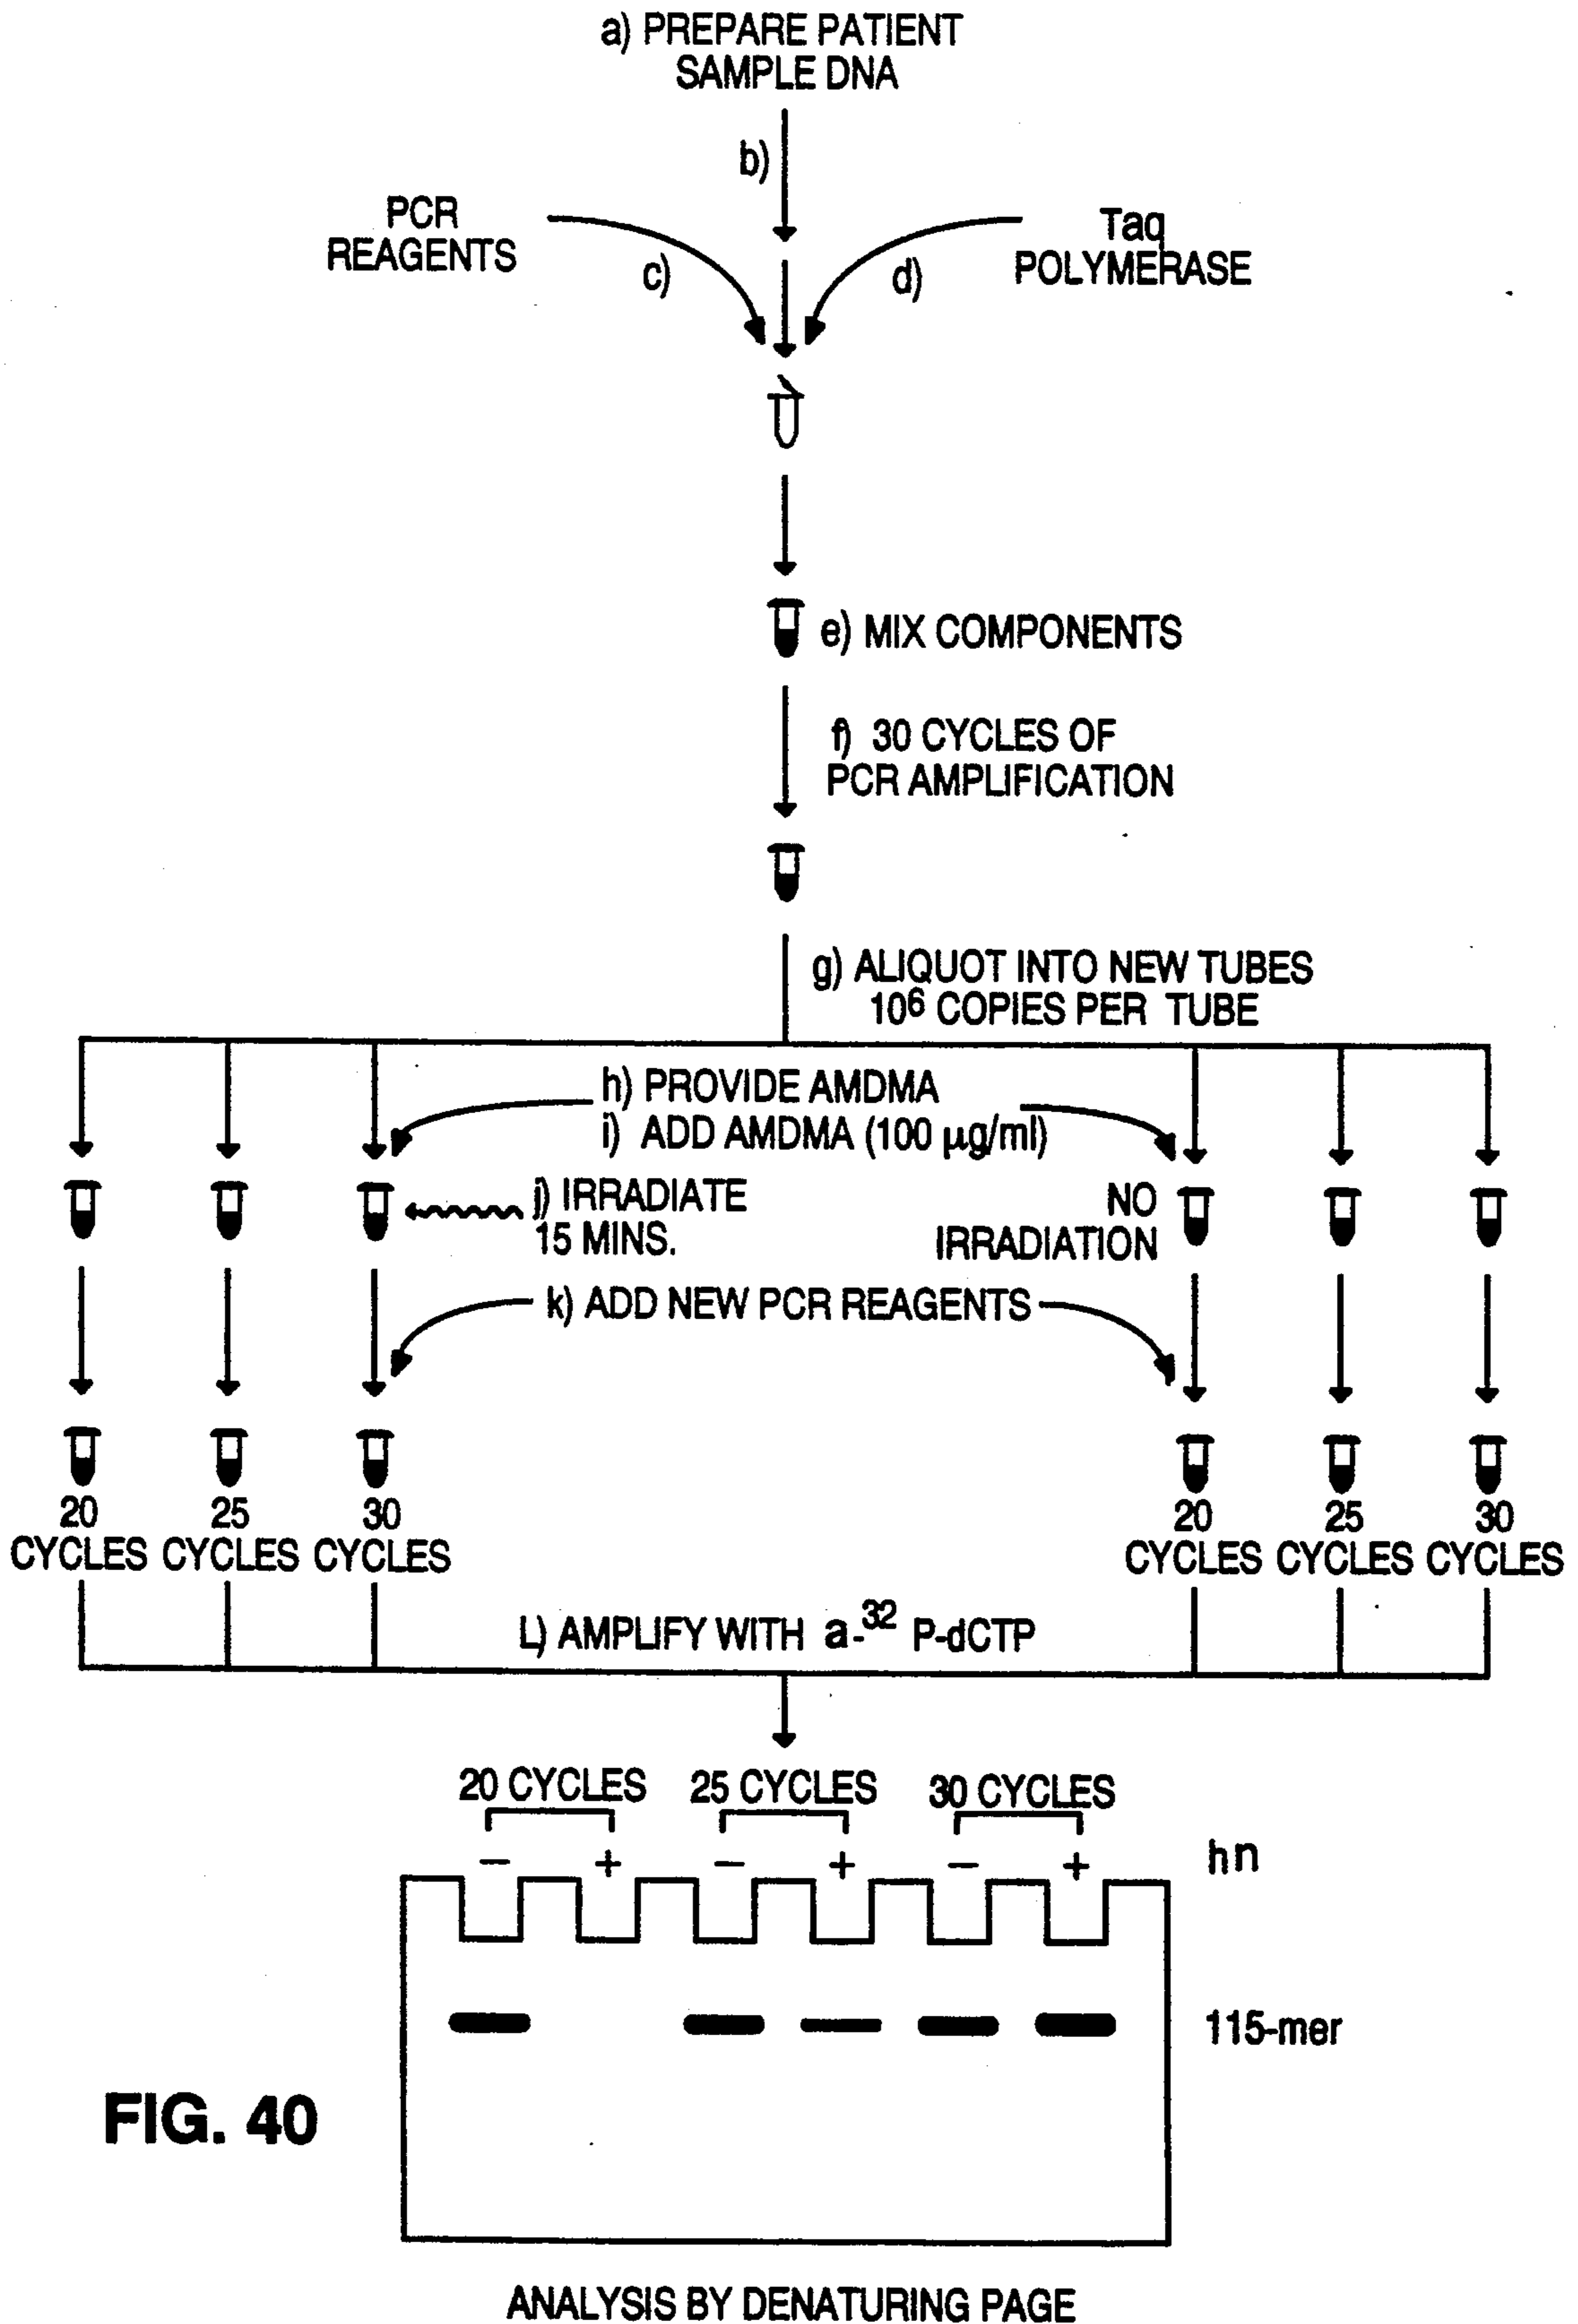 a) PREPARE PATIENT
SAMPLE DNA
b)
PCR
REAGENTS
c)
d)
Taq
POLYMERASE
e) MIX COMPONENTS
f) 30 CYCLES OF
PCR AMPLIFICATION
g) ALIQUOT INTO NEW TUBES
10⁶ COPIES PER TUBE
h) PROVIDE AMDMA
i) ADD AMDMA (100 µg/ml)
j) IRRADIATE
15 MINS.
NO
IRRADIATION
k) ADD NEW PCR REAGENTS
20
CYCLES
25
CYCLES
30
CYCLES
20
CYCLES
25
CYCLES
30
CYCLES
L) AMPLIFY WITH a-³² P-dCTP
20 CYCLES 25 CYCLES 30 CYCLES
− + − + − + hn
115-mer
FIG. 40
ANALYSIS BY DENATURING PAGE